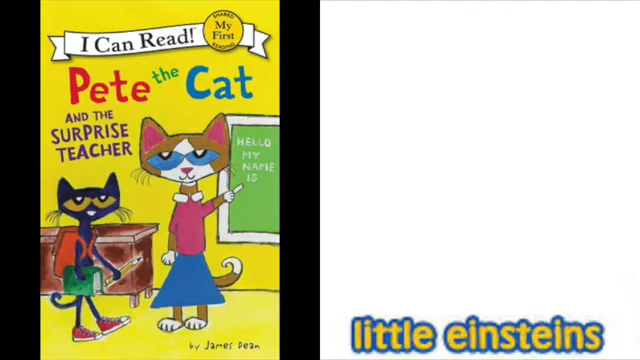 I Can Read!
SHARED
My
First
READING
Pete the Cat
AND THE
SURPRISE
TEACHER
HELLO
MY
NAME
IS
by James Dean
little einsteins